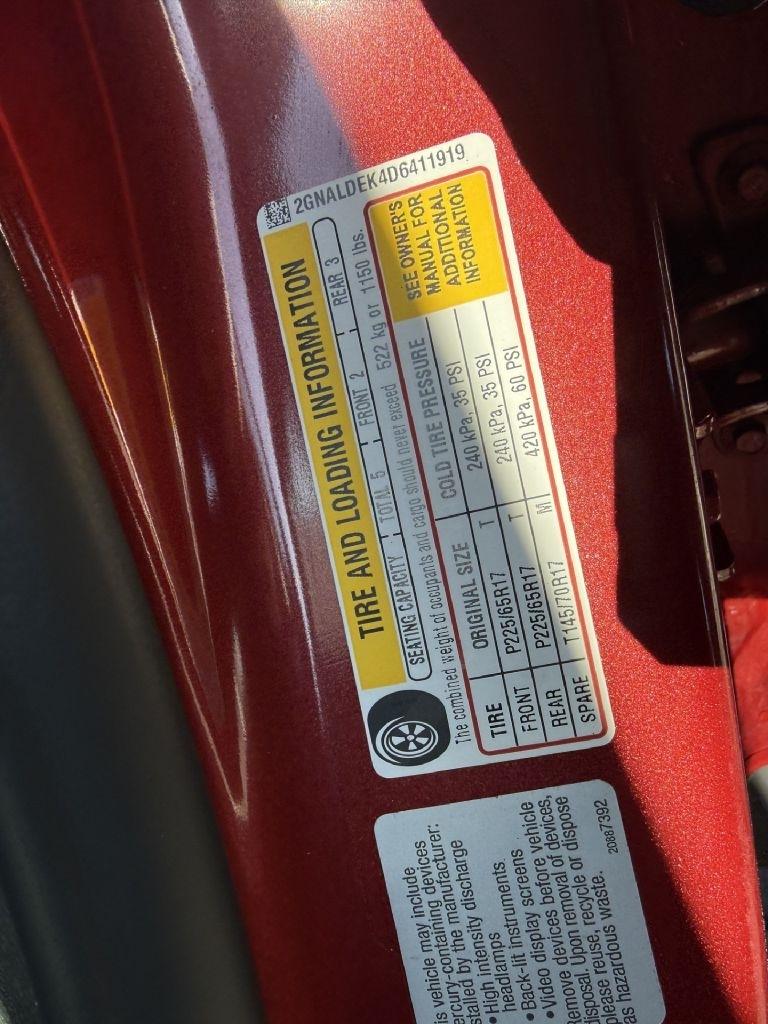 2GNALDEK4D6411919
TIRE AND LOADING INFORMATION
SEATING CAPACITY TOTAL 5 FRONT 2 REAR 3
The combined weight of occupants and cargo should never exceed 522 kg or 1150 lbs.
TIRE ORIGINAL SIZE COLD TIRE PRESSURE
FRONT P225/65R17 T 240 kPa, 35 PSI
REAR P225/65R17 T 240 kPa, 35 PSI
SPARE T145/70R17 M 420 kPa, 60 PSI
SEE OWNER'S
MANUAL FOR
ADDITIONAL
INFORMATION
is vehicle may include
ercury-containing devices
stalled by the manufacturer:
• High intensity discharge
headlamps
• Back-lit instruments
• Video display screens
emove devices before vehicle
disposal. Upon removal of devices,
please reuse, recycle or dispose
as hazardous waste.
20887392